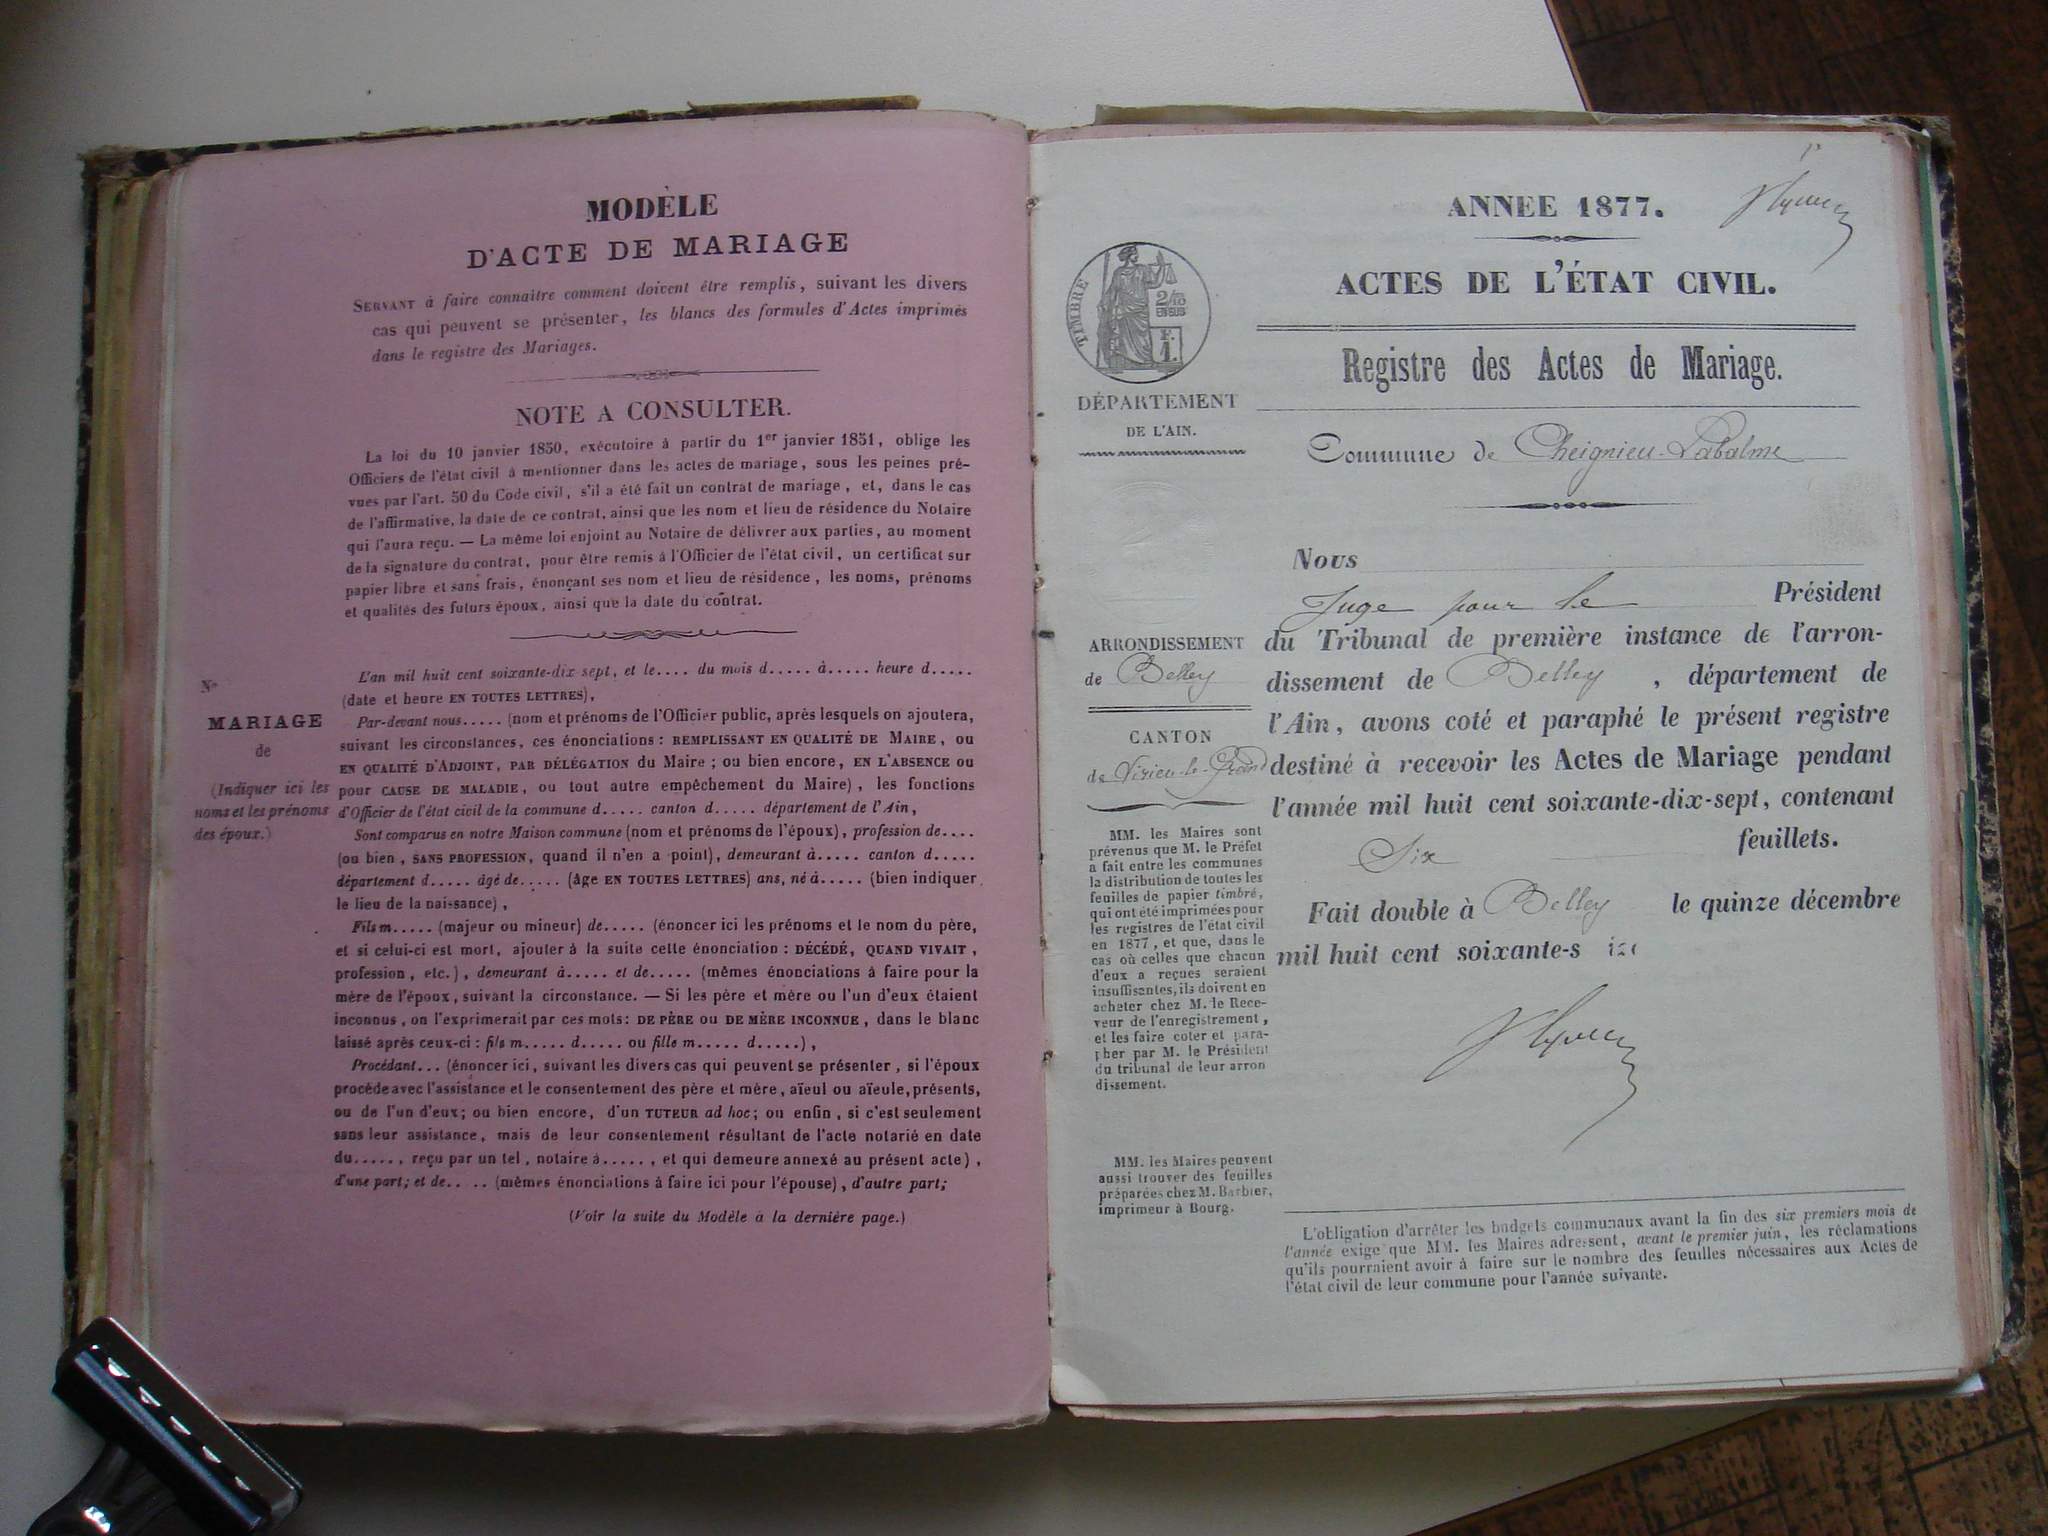 MODÈLE
D'ACTE DE MARIAGE
SERVANT à faire connaître comment doivent être remplis, suivant les divers
cas qui peuvent se présenter, les blancs des formules d'Actes imprimés
dans le registre des Mariages.
NOTE A CONSULTER.
La loi du 10 janvier 1850, exécutoire à partir du 1er janvier 1851, oblige les
Officiers de l'état civil à mentionner dans les actes de mariage, sous les peines pré-
vues par l'art. 50 du Code civil, s'il a été fait un contrat de mariage, et, dans le cas
de l'affirmative, la date de ce contrat, ainsi que les nom et lieu de résidence du Notaire
qui l'aura reçu. — La même loi enjoint au Notaire de délivrer aux parties, au moment
de la signature du contrat, pour être remis à l'Officier de l'état civil, un certificat sur
papier libre et sans frais, énonçant ses nom et lieu de résidence, les noms, prénoms
et qualités des futurs époux, ainsi que la date du contrat.
N°
MARIAGE
de
(Indiquer ici les
noms et les prénoms
des époux.)
L'an mil huit cent soixante-dix sept, et le.... du mois d..... à..... heure d.....
(date et heure EN TOUTES LETTRES),
Par-devant nous..... (nom et prénoms de l'Officier public, après lesquels on ajoutera,
suivant les circonstances, ces énonciations : REMPLISSANT EN QUALITÉ DE MAIRE, ou
EN QUALITÉ D'ADJOINT, PAR DÉLÉGATION du Maire ; ou bien encore, EN L'ABSENCE ou
pour CAUSE DE MALADIE, ou tout autre empêchement du Maire), les fonctions
d'Officier de l'état civil de la commune d..... canton d..... département de l'Ain,
Sont comparus en notre Maison commune (nom et prénoms de l'époux), profession de....
(ou bien, SANS PROFESSION, quand il n'en a point), demeurant à..... canton d.....
département d..... âgé de..... (âge EN TOUTES LETTRES) ans, né à..... (bien indiquer
le lieu de la naissance),
Fils m..... (majeur ou mineur) de..... (énoncer ici les prénoms et le nom du père,
et si celui-ci est mort, ajouter à la suite cette énonciation : DÉCÉDÉ, QUAND VIVAIT,
profession, etc.), demeurant à..... et de..... (mêmes énonciations à faire pour la
mère de l'époux, suivant la circonstance. — Si les père et mère ou l'un d'eux étaient
inconnus, on l'exprimerait par ces mots : DE PÈRE ou DE MÈRE INCONNUE, dans le blanc
laissé après ceux-ci : fils m..... d..... ou fille m..... d.....),
Procédant... (énoncer ici, suivant les divers cas qui peuvent se présenter, si l'époux
procède avec l'assistance et le consentement des père et mère, aïeul ou aïeule, présents,
ou de l'un d'eux; ou bien encore, d'un TUTEUR ad hoc; ou enfin, si c'est seulement
sans leur assistance, mais de leur consentement résultant de l'acte notarié en date
du....., reçu par un tel, notaire à....., et qui demeure annexé au présent acte),
d'une part; et de.. .. (mêmes énonciations à faire ici pour l'épouse), d'autre part;
(Voir la suite du Modèle à la dernière page.)
ANNEE 1877.
ACTES DE L'ÉTAT CIVIL.
Registre des Actes de Mariage.
Commune de Cheignieu-Labalme
TIMBRE
2/10
EN SUS
F.
1.
DÉPARTEMENT
DE L'AIN.
ARRONDISSEMENT
de Belley
CANTON
de Virieu-le-Grand
MM. les Maires sont
prévenus que M. le Préfet
a fait entre les communes
la distribution de toutes les
feuilles de papier timbré,
qui ont été imprimées pour
les registres de l'état civil
en 1877, et que, dans le
cas où celles que chacun
d'eux a reçues seraient
insuffisantes, ils doivent en
acheter chez M. le Rece-
veur de l'enregistrement,
et les faire coter et para-
pher par M. le Président
du tribunal de leur arron
dissement.
MM. les Maires peuvent
aussi trouver des feuilles
préparées chez M. Barbier,
imprimeur à Bourg.
Nous
Juge pour le Président
du Tribunal de première instance de l'arron-
dissement de Belley, département de
l'Ain, avons coté et paraphé le présent registre
destiné à recevoir les Actes de Mariage pendant
l'année mil huit cent soixante-dix-sept, contenant
Six feuillets.
Fait double à Belley le quinze décembre
mil huit cent soixante-s ize
L'obligation d'arrêter les budgets communaux avant la fin des six premiers mois de
l'année exige que MM. les Maires adressent, avant le premier juin, les réclamations
qu'ils pourraient avoir à faire sur le nombre des feuilles nécessaires aux Actes de
l'état civil de leur commune pour l'année suivante.